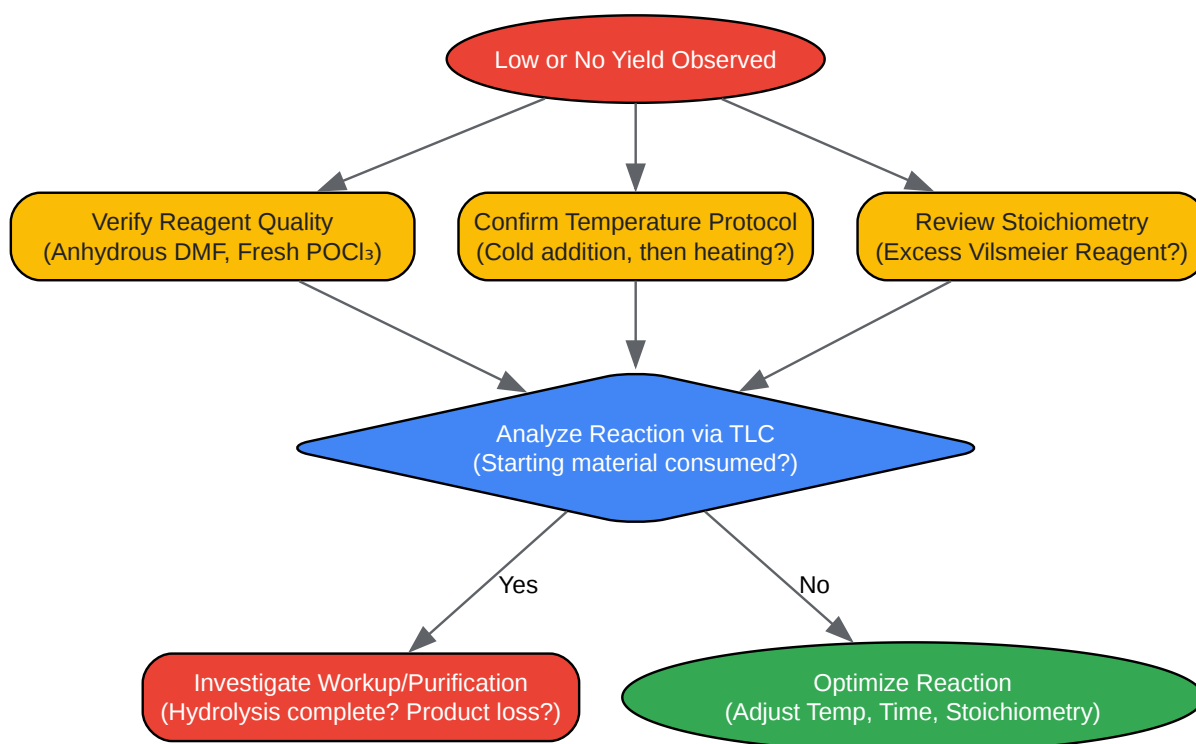 Low or No Yield Observed
Verify Reagent Quality
(Anhydrous DMF, Fresh POCl₃)
Confirm Temperature Protocol
(Cold addition, then heating?)
Review Stoichiometry
(Excess Vilsmeier Reagent?)
Analyze Reaction via TLC
(Starting material consumed?)
Yes
No
Investigate Workup/Purification
(Hydrolysis complete? Product loss?)
Optimize Reaction
(Adjust Temp, Time, Stoichiometry)